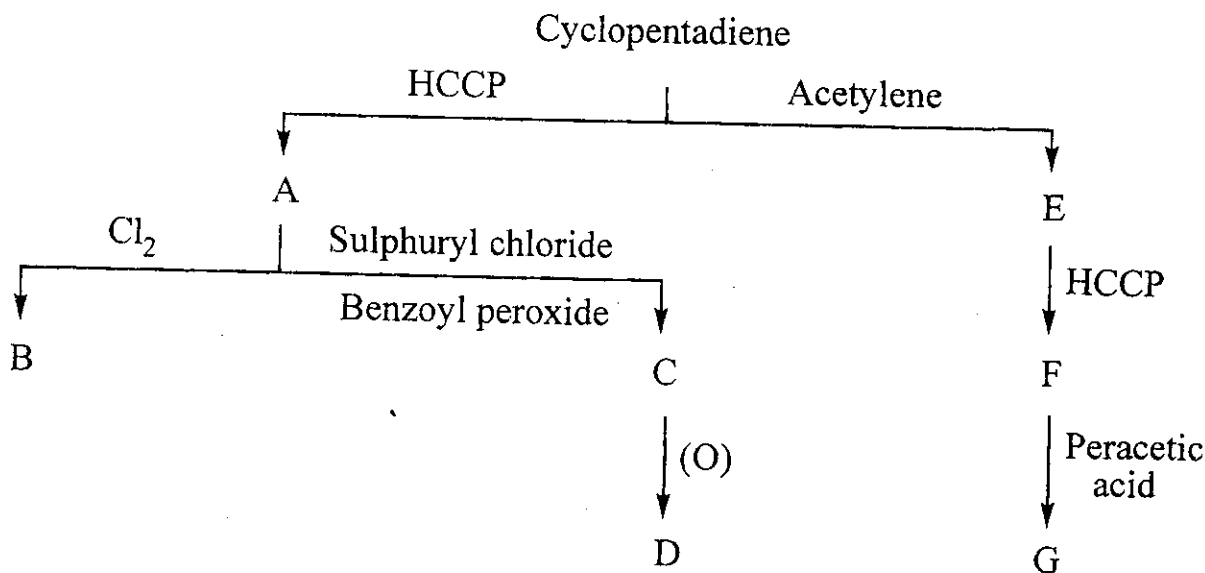 Cyclopentadiene
HCCP
Acetylene
A
E
Cl2
Sulphuryl chloride
Benzoyl peroxide
HCCP
B
C
F
(O)
Peracetic
acid
D
G